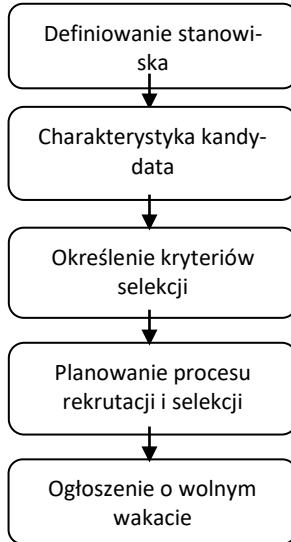 Definiowanie stanowi-
ska
Charakterystyka kandy-
data
Określenie kryteriów
selekcji
Planowanie procesu
rekrutacji i selekcji
Ogłoszenie o wolnym
wakacie